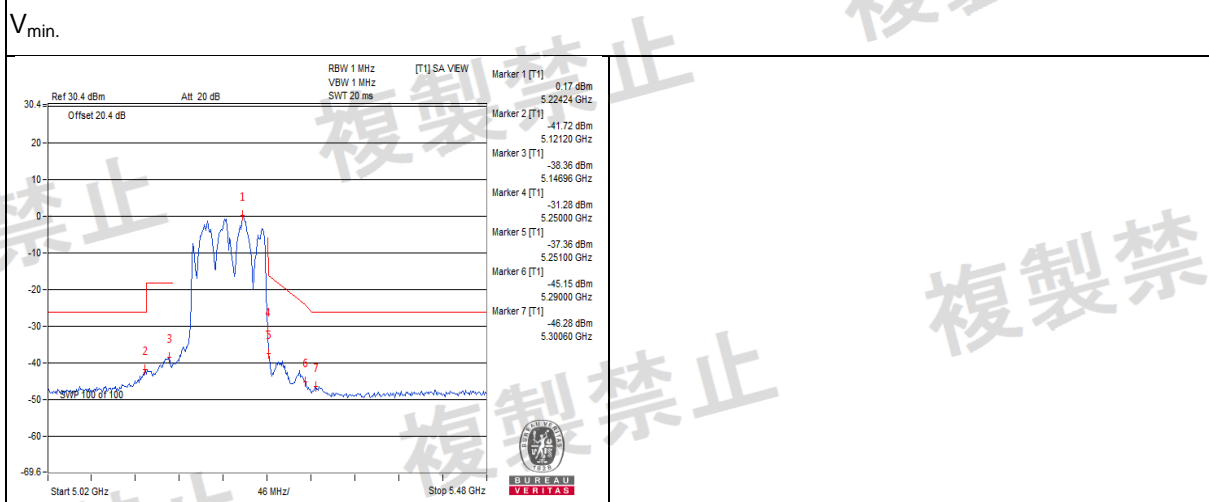 V_min.
RBW 1 MHz [T1] SA VIEW
VBW 1 MHz
Ref 30.4 dBm Att 20 dB SWT 20 ms
Offset 20.4 dB
30.4
20
10
0
-10
-20
-30
-40
-50
-60
-69.6
1
2
3
4
5
6
7
SWP 100 of 100
Start 5.02 GHz 46 MHz/ Stop 5.48 GHz
Marker 1 [T1]
0.17 dBm
5.22424 GHz
Marker 2 [T1]
-41.72 dBm
5.12120 GHz
Marker 3 [T1]
-38.36 dBm
5.14696 GHz
Marker 4 [T1]
-31.28 dBm
5.25000 GHz
Marker 5 [T1]
-37.36 dBm
5.25100 GHz
Marker 6 [T1]
-45.15 dBm
5.29000 GHz
Marker 7 [T1]
-46.28 dBm
5.30060 GHz
BUREAU VERITAS
1828
BUREAU
VERITAS
複製禁止
複製禁止
複製禁
禁止